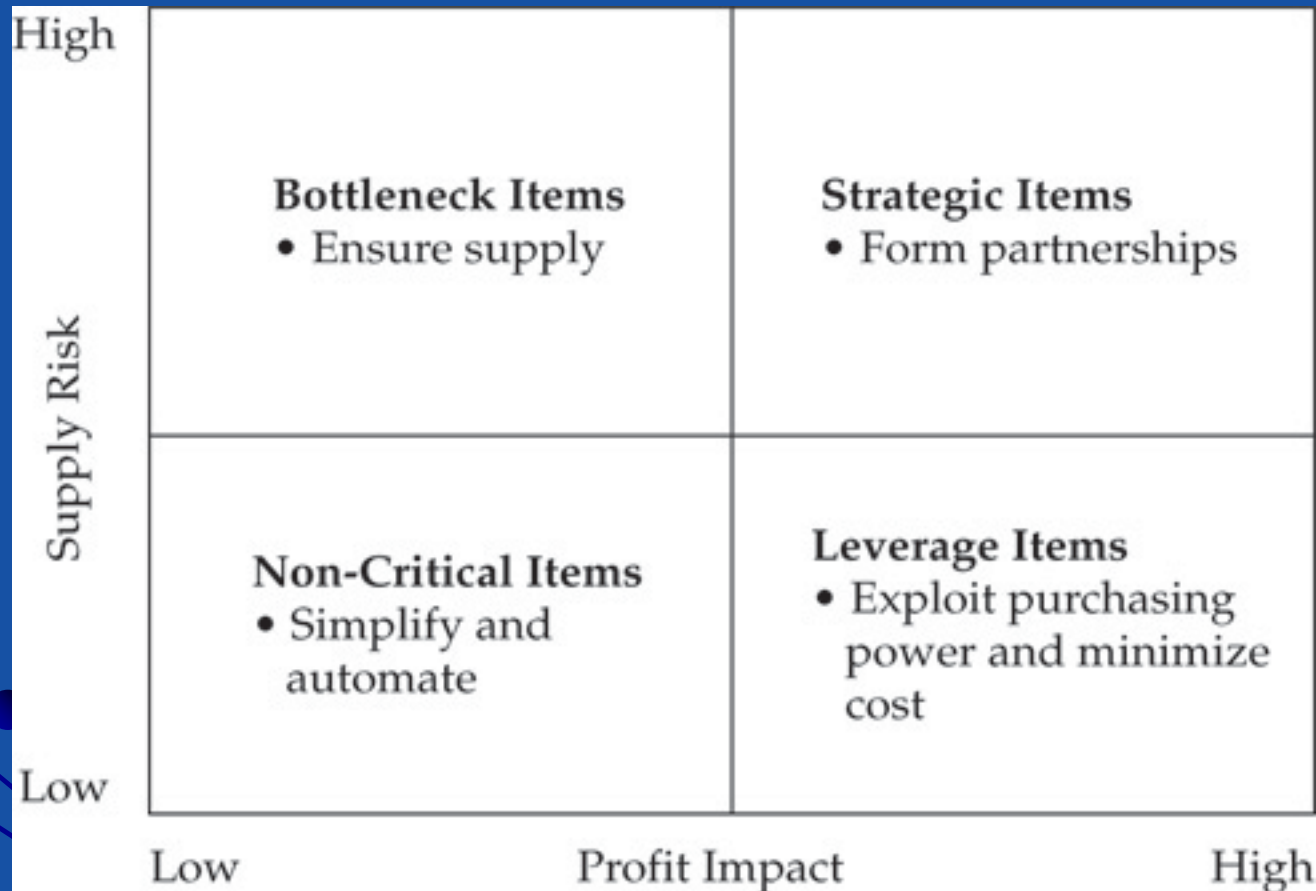 High
Bottleneck Items
• Ensure supply
Strategic Items
• Form partnerships
Supply Risk
Non-Critical Items
• Simplify and
automate
Leverage Items
• Exploit purchasing
power and minimize
cost
Low
Low
Profit Impact
High